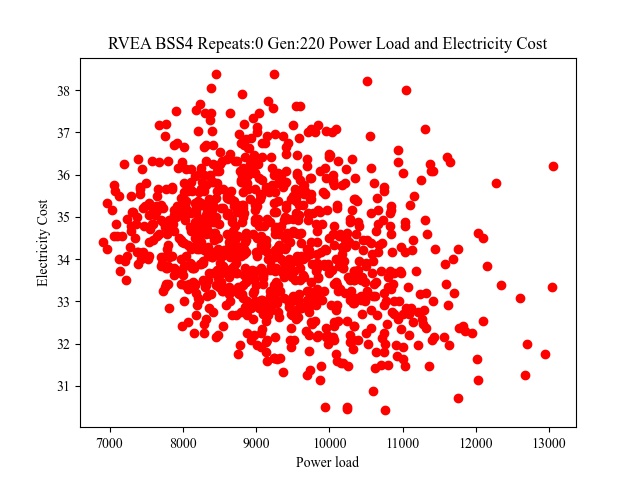 RVEA BSS4 Repeats:0 Gen:220 Power Load and Electricity Cost
38
37
36
35
34
33
32
31
Electricity Cost
7000 8000 9000 10000 11000 12000 13000
Power load